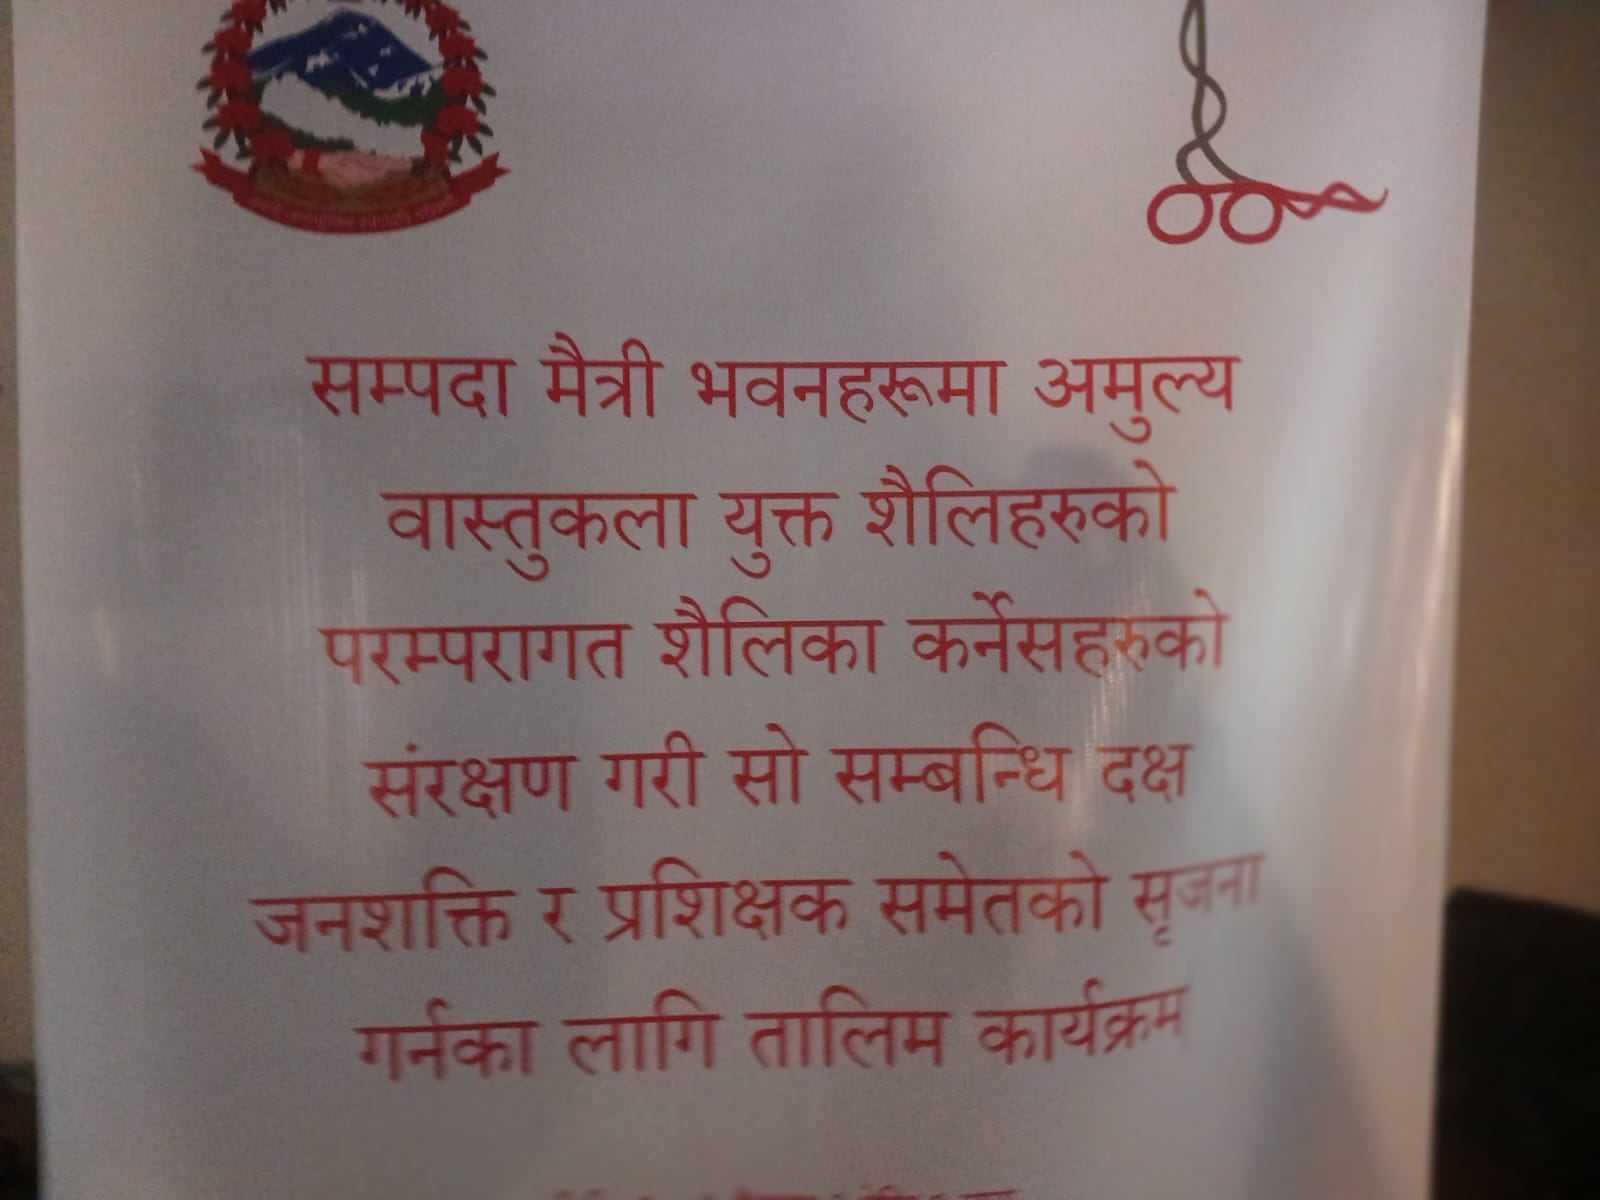 सम्पदा मैत्री भवनहरूमा अमुल्य
वास्तुकला युक्त शैलिहरुको
परम्परागत शैलिका कर्नेसहरुको
संरक्षण गरी सो सम्बन्धि दक्ष
जनशक्ति र प्रशिक्षक समेतको सृजना
गर्नका लागि तालिम कार्यक्रम